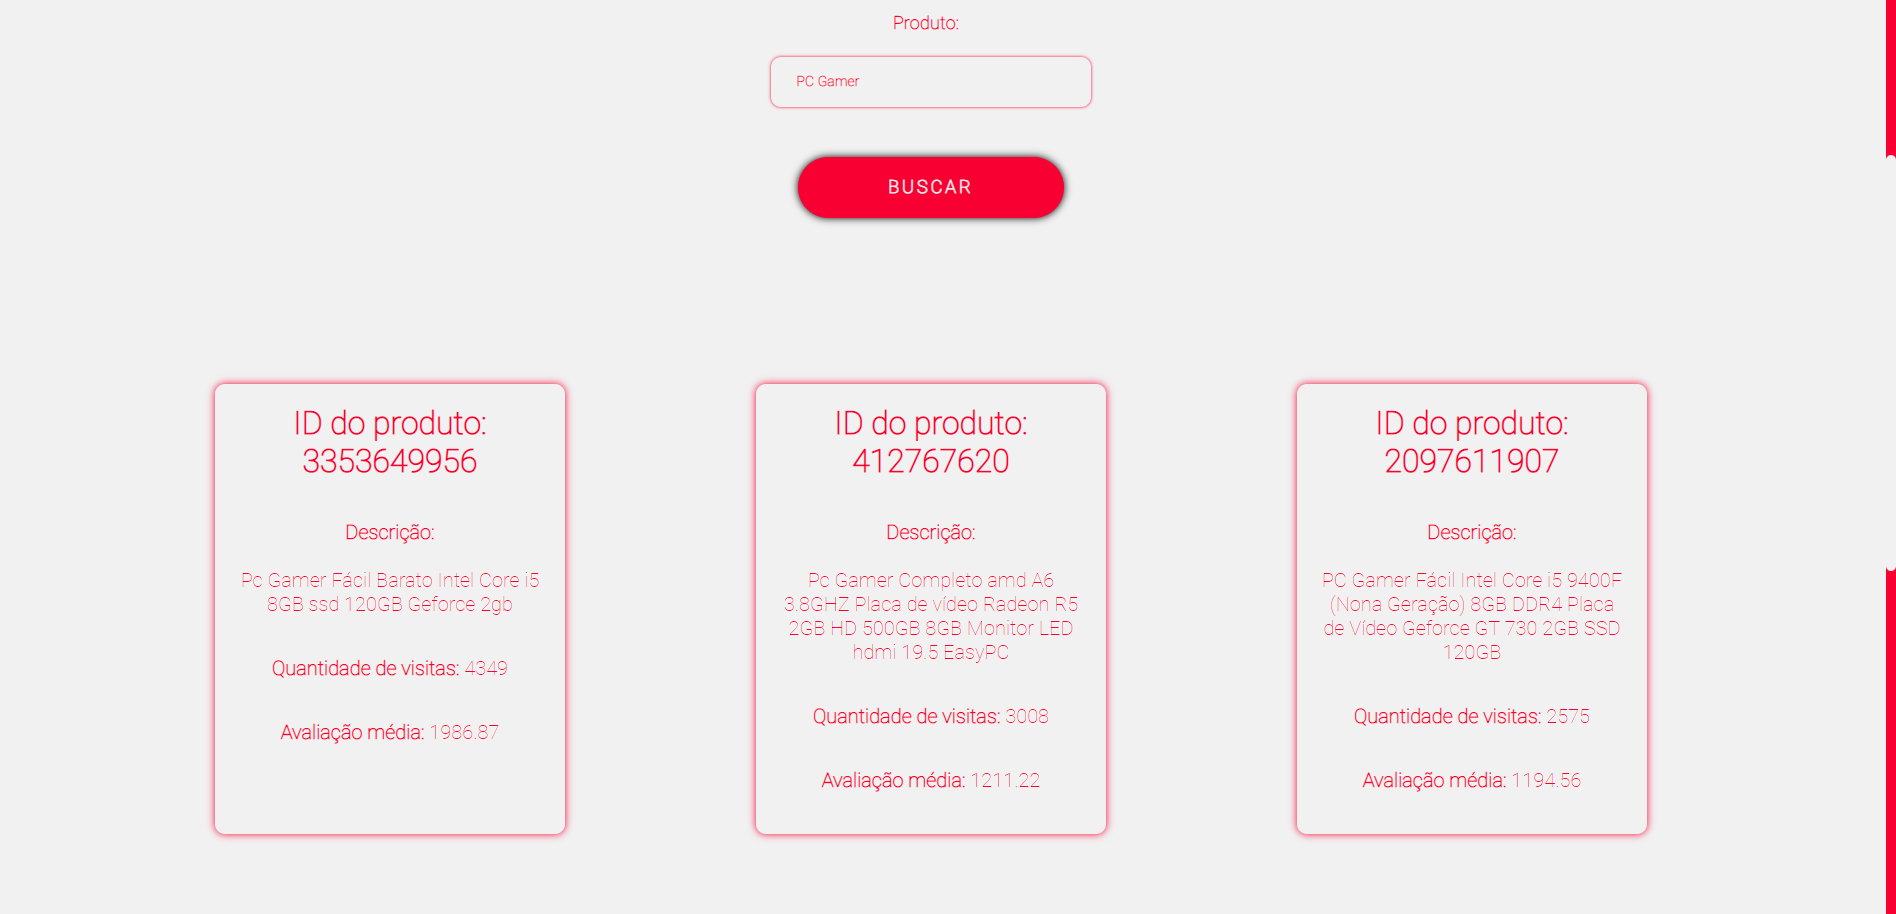 Produto:
PC Gamer
BUSCAR
ID do produto:
3353649956
Descrição:
Pc Gamer Fácil Barato Intel Core i5
8GB ssd 120GB Geforce 2gb
Quantidade de visitas: 4349
Avaliação média: 1986.87
ID do produto:
412767620
Descrição:
Pc Gamer Completo amd A6
3.8GHZ Placa de vídeo Radeon R5
2GB HD 500GB 8GB Monitor LED
hdmi 19.5 EasyPC
Quantidade de visitas: 3008
Avaliação média: 1211.22
ID do produto:
2097611907
Descrição:
PC Gamer Fácil Intel Core i5 9400F
(Nona Geração) 8GB DDR4 Placa
de Vídeo Geforce GT 730 2GB SSD
120GB
Quantidade de visitas: 2575
Avaliação média: 1194.56